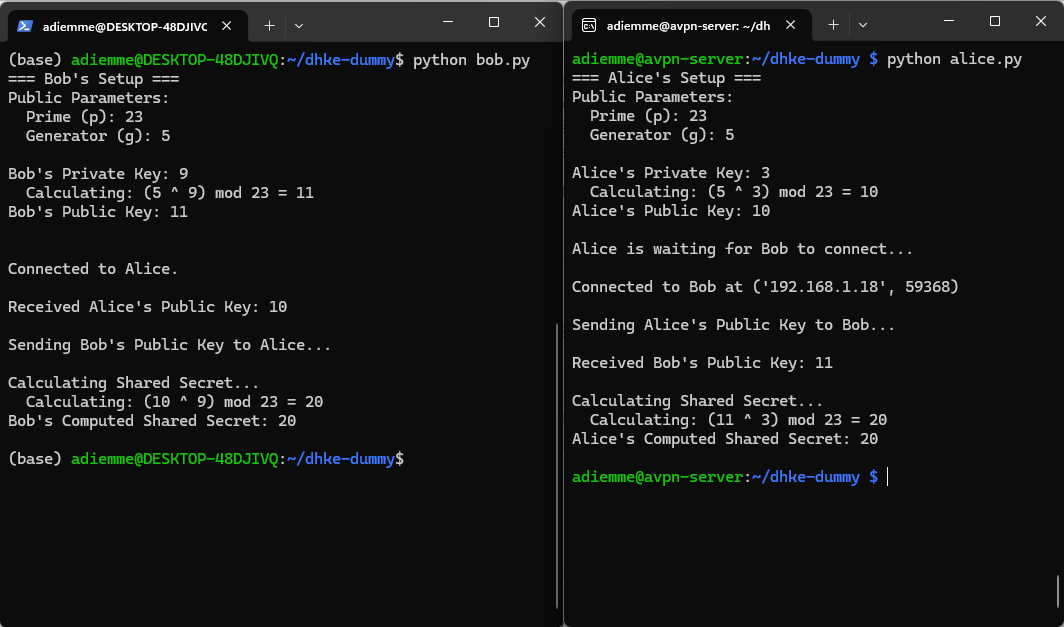 adiemme@DESKTOP-48DJIVQ
(base) adiemme@DESKTOP-48DJIVQ:~/dhke-dummy$ python bob.py
=== Bob's Setup ===
Public Parameters:
  Prime (p): 23
  Generator (g): 5
Bob's Private Key: 9
  Calculating: (5 ^ 9) mod 23 = 11
Bob's Public Key: 11
Connected to Alice.
Received Alice's Public Key: 10
Sending Bob's Public Key to Alice...
Calculating Shared Secret...
  Calculating: (10 ^ 9) mod 23 = 20
Bob's Computed Shared Secret: 20
(base) adiemme@DESKTOP-48DJIVQ:~/dhke-dummy$
adiemme@avpn-server: ~/dh
adiemme@avpn-server:~/dhke-dummy $ python alice.py
=== Alice's Setup ===
Public Parameters:
  Prime (p): 23
  Generator (g): 5
Alice's Private Key: 3
  Calculating: (5 ^ 3) mod 23 = 10
Alice's Public Key: 10
Alice is waiting for Bob to connect...
Connected to Bob at ('192.168.1.18', 59368)
Sending Alice's Public Key to Bob...
Received Bob's Public Key: 11
Calculating Shared Secret...
  Calculating: (11 ^ 3) mod 23 = 20
Alice's Computed Shared Secret: 20
adiemme@avpn-server:~/dhke-dummy $